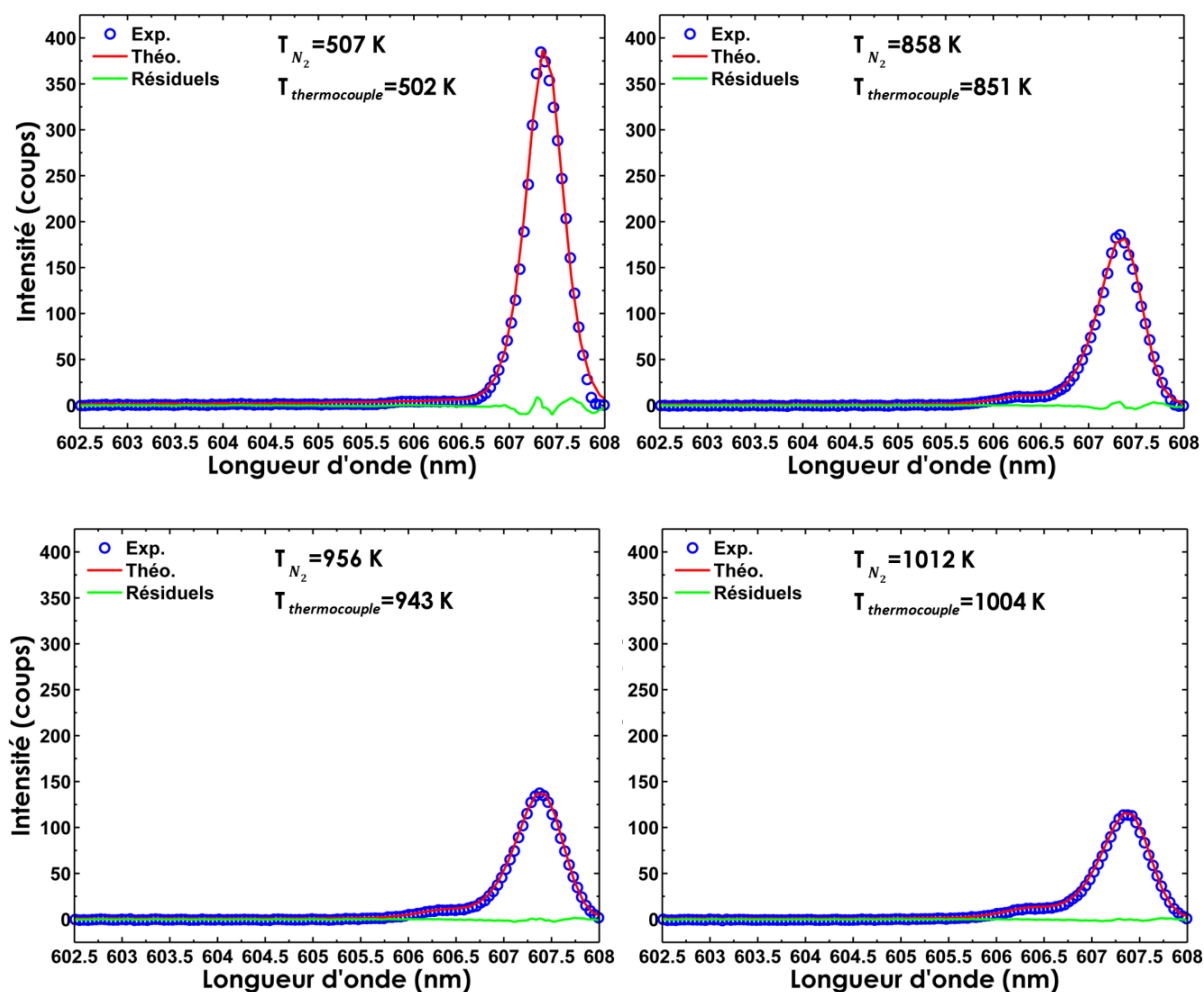 Exp.
Théo.
Résiduels
T_N₂=507 K
T_thermocouple=502 K
Intensité (coups)
400
350
300
250
200
150
100
50
0
602.5 603 603.5 604 604.5 605 605.5 606 606.5 607 607.5 608
Longueur d'onde (nm)
Exp.
Théo.
Résiduels
T_N₂=858 K
T_thermocouple=851 K
400
350
300
250
200
150
100
50
0
602.5 603 603.5 604 604.5 605 605.5 606 606.5 607 607.5 608
Longueur d'onde (nm)
Exp.
Théo.
Résiduels
T_N₂=956 K
T_thermocouple=943 K
Intensité (coups)
400
350
300
250
200
150
100
50
0
602.5 603 603.5 604 604.5 605 605.5 606 606.5 607 607.5 608
Longueur d'onde (nm)
Exp.
Théo.
Résiduels
T_N₂=1012 K
T_thermocouple=1004 K
400
350
300
250
200
150
100
50
0
602.5 603 603.5 604 604.5 605 605.5 606 606.5 607 607.5 608
Longueur d'onde (nm)